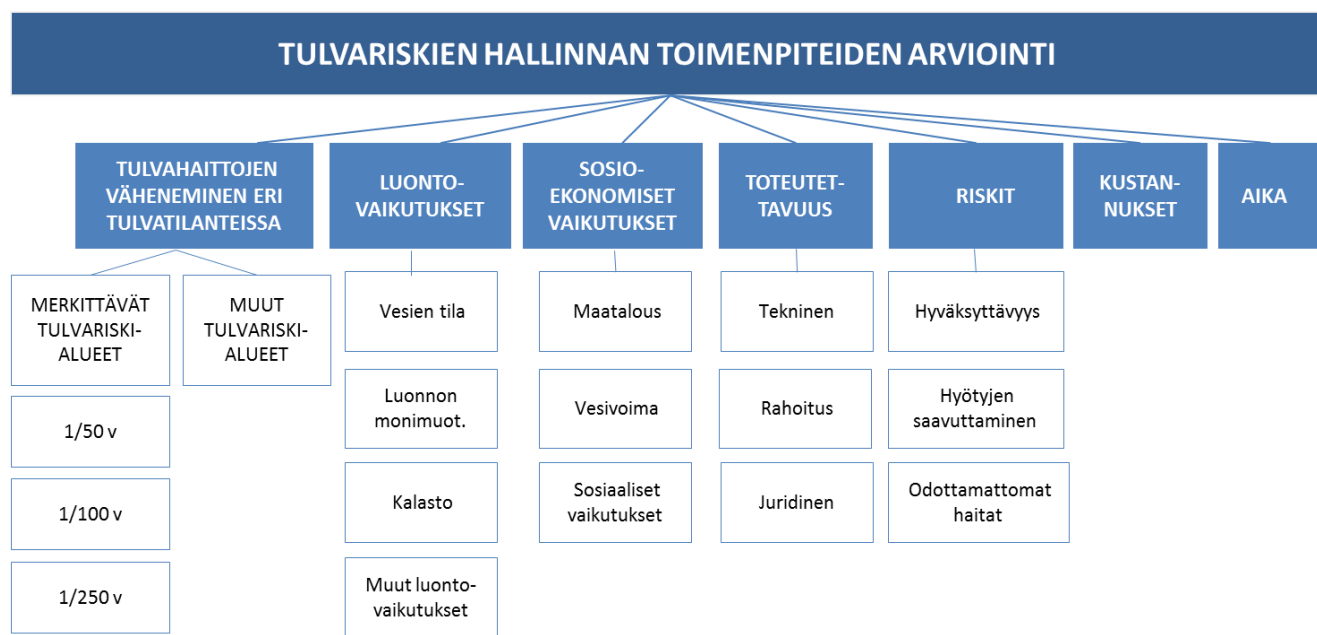 TULVARISKIEN HALLINNAN TOIMENPITEIDEN ARVIOINTI
TULVAHAITTOJEN
VÄHENEMINEN ERI
TULVATILANTEISSA
LUONTO-
VAIKUTUKSET
SOSIO-
EKONOMISET
VAIKUTUKSET
TOTEUTET-
TAVUUS
RISKIT
KUSTAN-
NUKSET
AIKA
MERKITTÄVÄT
TULVARISKI-
ALUEET
MUUT
TULVARISKI-
ALUEET
1/50 v
1/100 v
1/250 v
Vesien tila
Luonnon
monimuot.
Kalasto
Muut luonto-
vaikutukset
Maatalous
Vesivoima
Sosiaaliset
vaikutukset
Tekninen
Rahoitus
Juridinen
Hyväksyttävyys
Hyötyjen
saavuttaminen
Odottamattomat
haitat